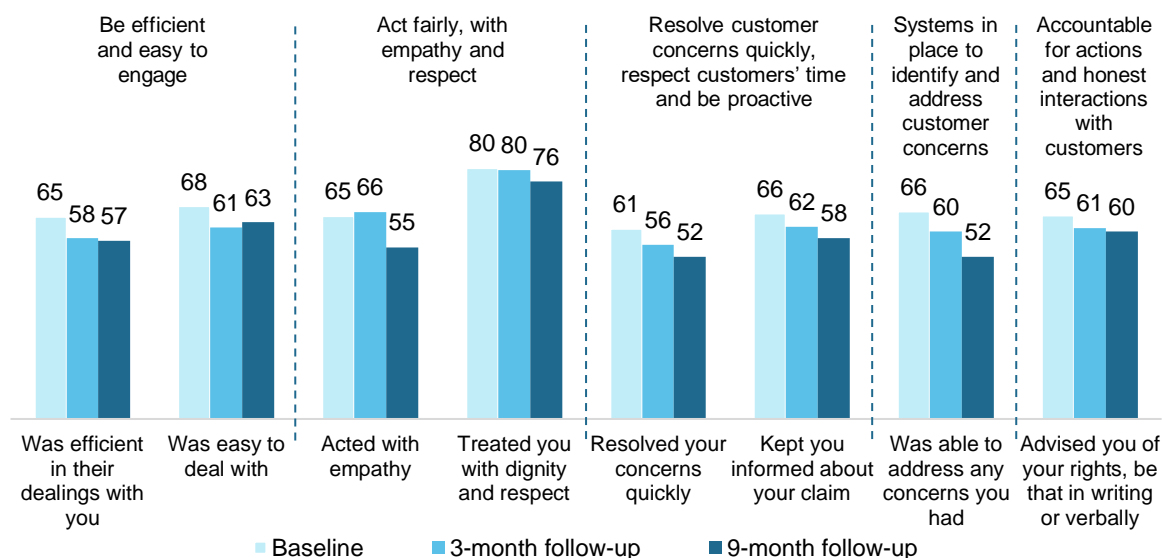 Be efficient
and easy to
engage
Act fairly, with
empathy and
respect
Resolve customer
concerns quickly,
respect customers' time
and be proactive
Systems in
place to
identify and
address
customer
concerns
Accountable
for actions
and honest
interactions
with
customers
65
58
57
68
61
63
65
66
55
80
80
76
61
56
52
66
62
58
66
60
52
65
61
60
Was efficient
in their
dealings with
you
Was easy to
deal with
Acted with
empathy
Treated you
with dignity
and respect
Resolved your
concerns
quickly
Kept you
informed about
your claim
Was able to
address any
concerns you
had
Advised you of
your rights, be
that in writing
or verbally
Baseline
3-month follow-up
9-month follow-up